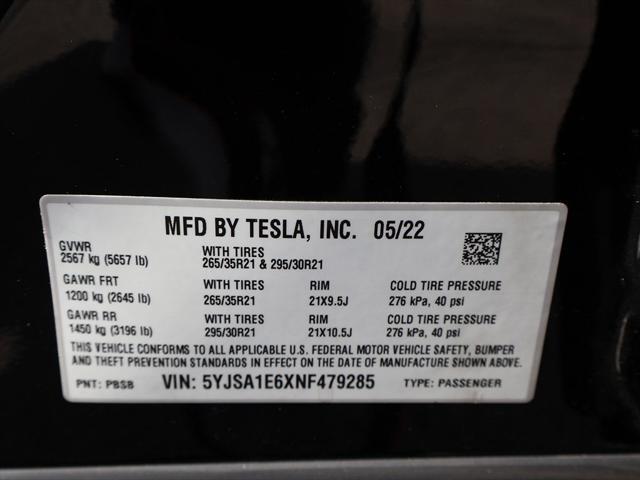 MFD BY TESLA, INC. 05/22
GVWR
2567 kg (5657 lb)
WITH TIRES
265/35R21 & 295/30R21
GAWR FRT
1200 kg (2645 lb)
WITH TIRES
265/35R21
RIM
21X9.5J
COLD TIRE PRESSURE
276 kPa, 40 psi
GAWR RR
1450 kg (3196 lb)
WITH TIRES
295/30R21
RIM
21X10.5J
COLD TIRE PRESSURE
276 kPa, 40 psi
THIS VEHICLE CONFORMS TO ALL APPLICABLE U.S. FEDERAL MOTOR VEHICLE SAFETY, BUMPER
AND THEFT PREVENTION STANDARDS IN EFFECT ON THE DATE OF MANUFACTURE SHOWN ABOVE.
PNT: PBSB VIN: 5YJSA1E6XNF479285 TYPE: PASSENGER